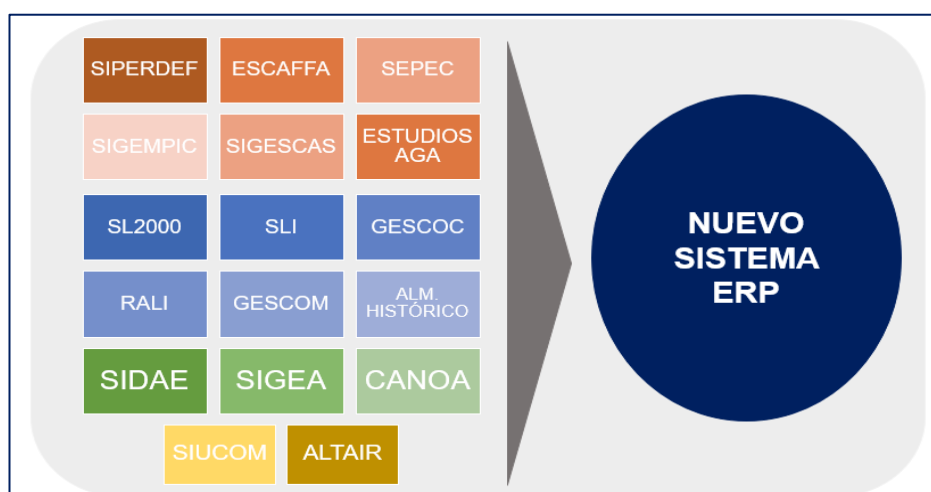 SIPERDEF
ESCAFFA
SEPEC
SIGEMPIC
SIGESCAS
ESTUDIOS
AGA
SL2000
SLI
GESCOC
RALI
GESCOM
ALM.
HISTÓRICO
SIDAE
SIGEA
CANOA
SIUCOM
ALTAIR
NUEVO
SISTEMA
ERP